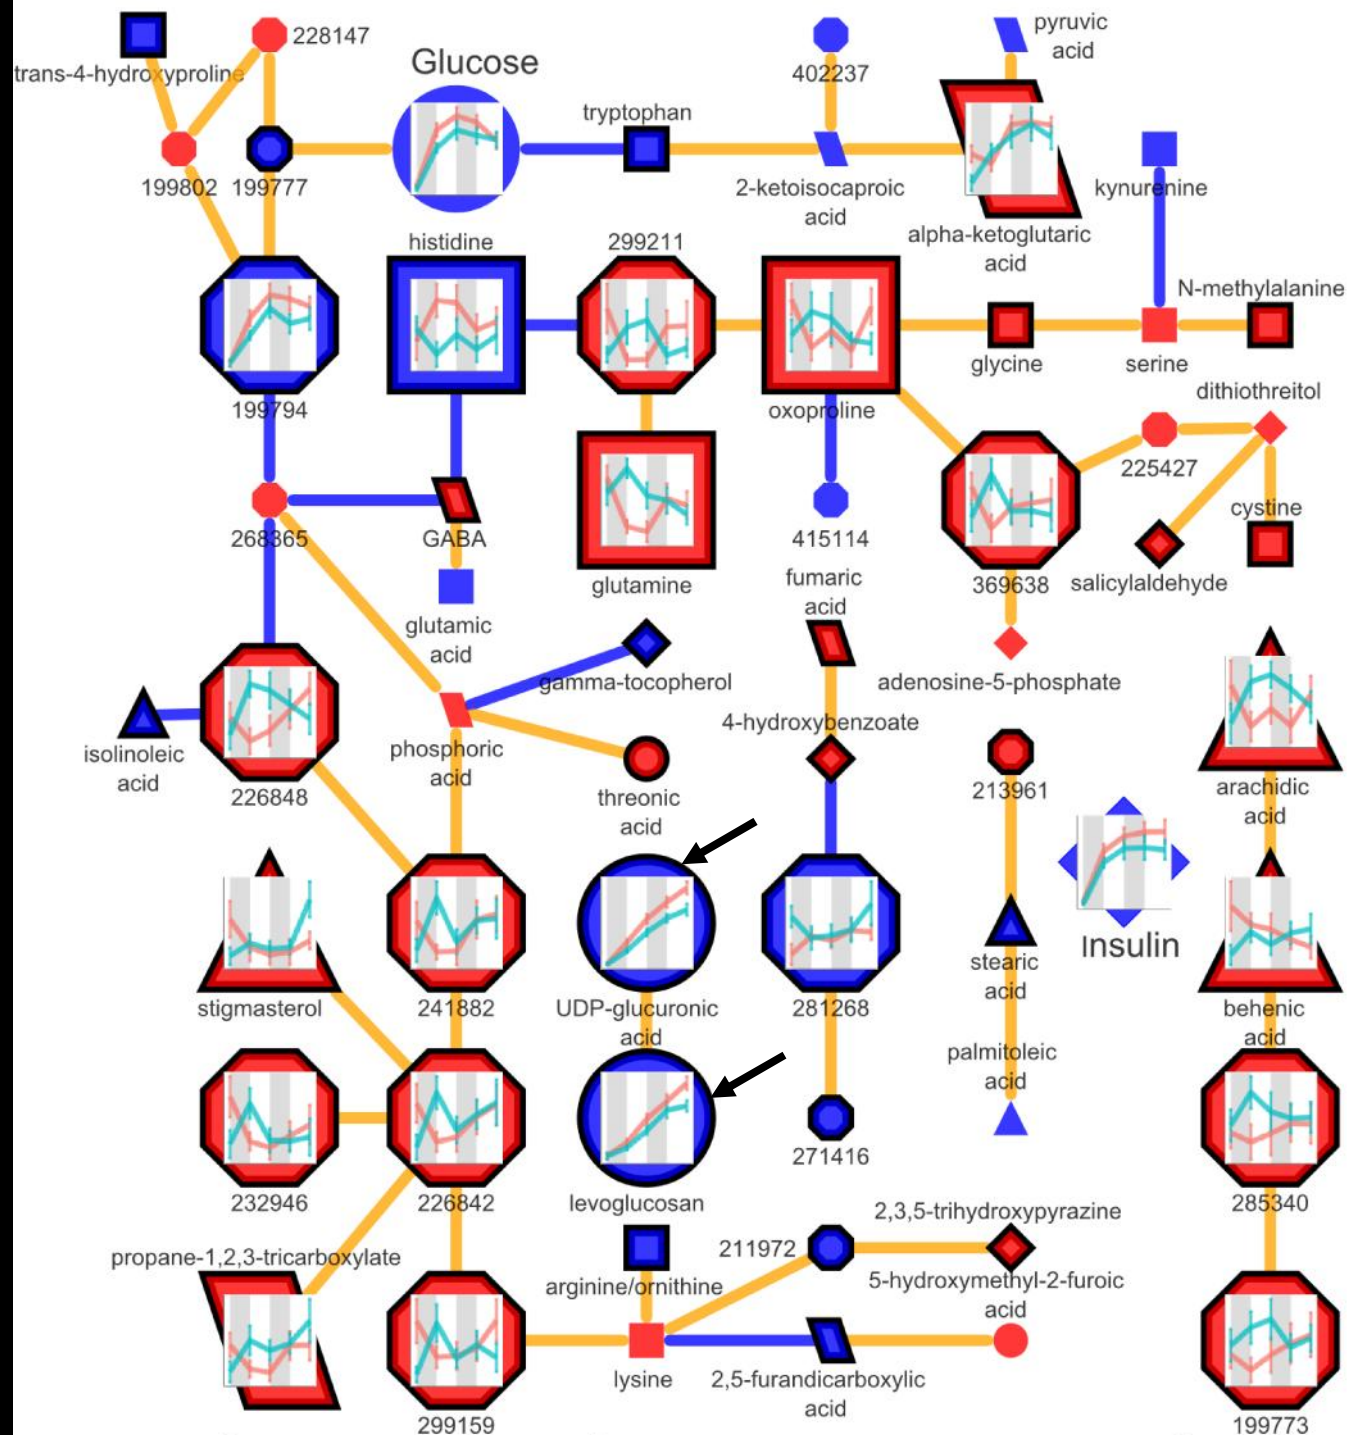 228147
pyruvic
acid
trans-4-hydroxyproline
Glucose
402237
tryptophan
199802
199777
2-ketoisocaproic
acid
kynurenine
alpha-ketoglutaric
acid
histidine
299211
N-methylalanine
glycine
serine
199794
oxoproline
dithiothreitol
225427
cystine
268365
GABA
415114
glutamine
fumaric
acid
369638
salicylaldehyde
glutamic
acid
gamma-tocopherol
adenosine-5-phosphate
4-hydroxybenzoate
isolinoleic
acid
phosphoric
acid
226848
threonic
acid
213961
arachidic
acid
Insulin
stearic
acid
stigmasterol
241882
UDP-glucuronic
acid
281268
behenic
acid
palmitoleic
acid
271416
232946
226842
levoglucosan
285340
2,3,5-trihydroxypyrazine
propane-1,2,3-tricarboxylate
211972
arginine/ornithine
5-hydroxymethyl-2-furoic
acid
lysine
2,5-furandicarboxylic
acid
299159
199773